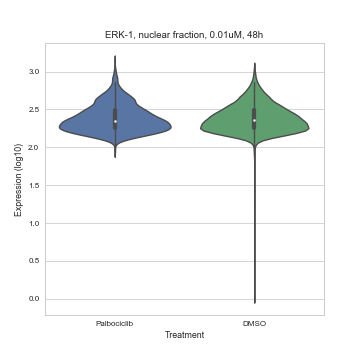 ERK-1, nuclear fraction, 0.01uM, 48h
Expression (log10)
3.0
2.5
2.0
1.5
1.0
0.5
0.0
Palbociclib
DMSO
Treatment